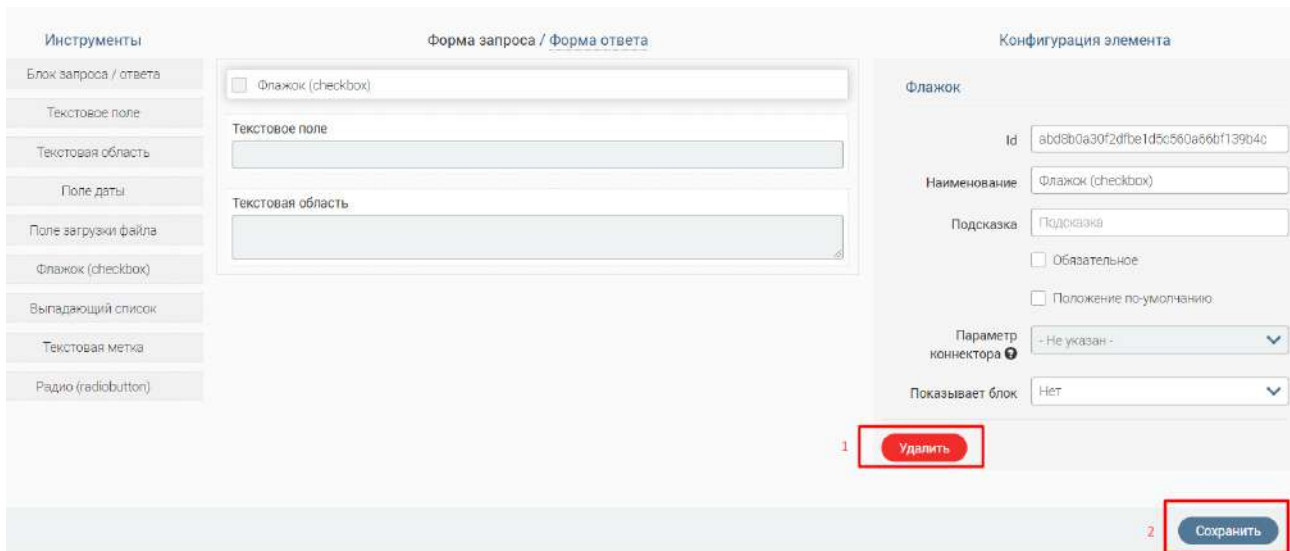 Инструменты
Форма запроса / Форма ответа
Конфигурация элемента
Блок запроса / ответа
Текстовое поле
Текстовая область
Поле даты
Поле загрузки файла
Флажок (checkbox)
Выпадающий список
Текстовая метка
Радио (radiobutton)
Флажок (checkbox)
Текстовое поле
Текстовая область
Флажок
Id abd8b0a30f2dfbe1d5c560a66bf139b4c
Наименование Флажок (checkbox)
Подсказка Подсказка
Обязательное
Положение по-умолчанию
Параметр
коннектора ? - Не указан -
Показывает блок Нет
1 Удалить
2 Сохранить